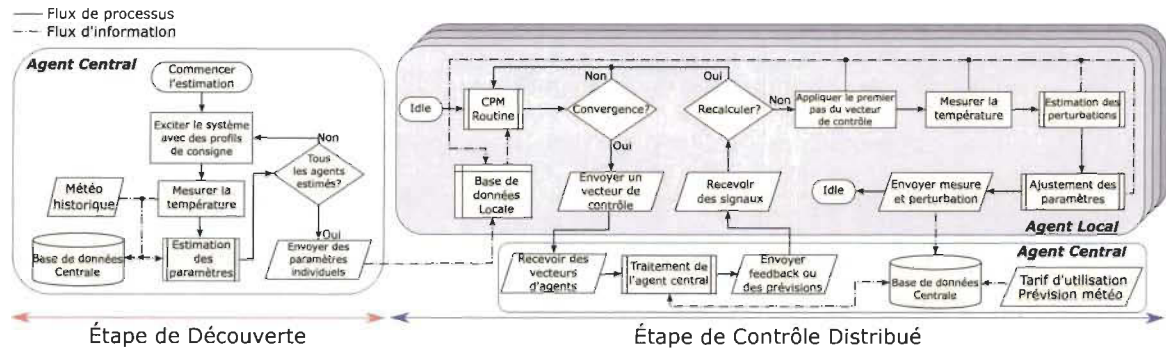 Flux de processus
Flux d'information
Agent Central
Commencer
l'estimation
Exciter le système
avec des profils
de consigne
Non
Tous
les agents
estimés?
Météo
historique
Mesurer la
température
Oui
Base de données
Centrale
Estimation
des
paramètres
Envoyer des
paramètres
individuels
Étape de Découverte
Idle
CPM
Routine
Non
Convergence?
Oui
Oui
Recalculer?
Non
Appliquer le premier
pas du vecteur
de contrôle
Mesurer la
température
Estimation des
perturbations
Base de
données
Locale
Envoyer un
vecteur de
contrôle
Recevoir
des signaux
Idle
Envoyer mesure
et perturbation
Ajustement des
paramètres
Agent Local
Agent Central
Recevoir des
vecteurs
d'agents
Traitement de
l'agent central
Envoyer
feedback ou
des prévisions
Base de données
Centrale
Tarif d'utilisation
Prévision météo
Étape de Contrôle Distribué